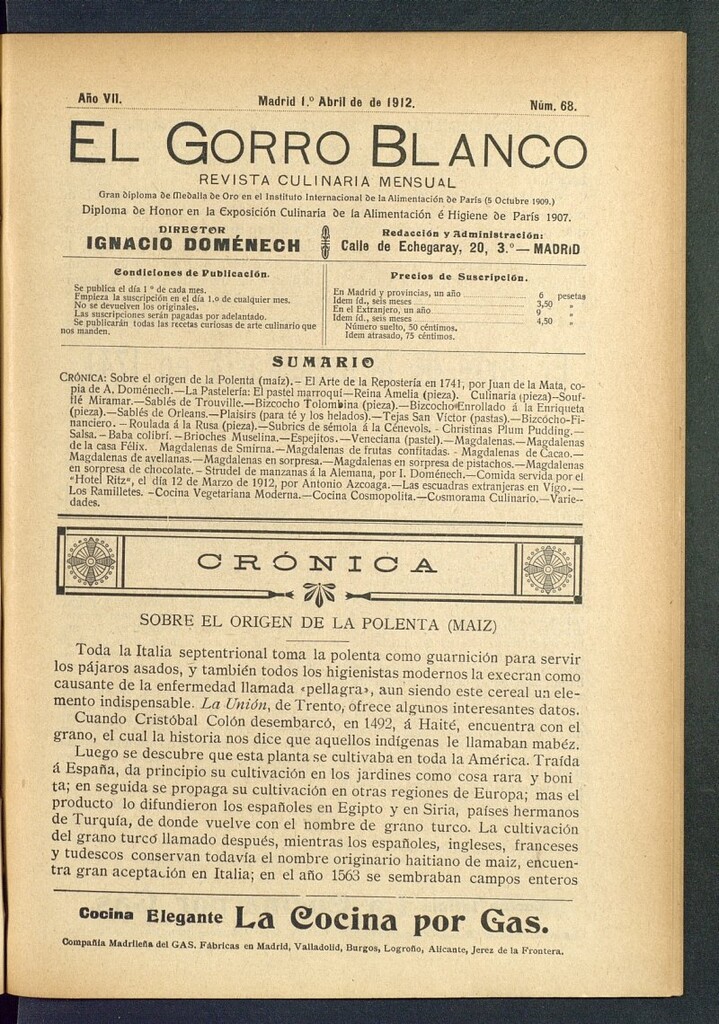 Año VII.
Madrid 1.º Abril de de 1912.
Núm. 68.
EL GORRO BLANCO
REVISTA CULINARIA MENSUAL
Gran diploma de Medalla de Oro en el Instituto Internacional de la Alimentación de París (5 Octubre 1909.)
Diploma de Honor en la Exposición Culinaria de la Alimentación é Higiene de París 1907.
DIRECTOR
IGNACIO DOMÉNECH
Redacción y Administración:
Calle de Echegaray, 20, 3.º—MADRID
Condiciones de Publicación.
Se publica el día 1º de cada mes.
Empieza la suscripción en el día 1.º de cualquier mes.
No se devuelven los originales.
Las suscripciones serán pagadas por adelantado.
Se publicarán todas las recetas curiosas de arte culinario que
nos manden.
Precios de Suscripción.
En Madrid y provincias, un año 6 pesetas
Idem íd., seis meses 3,50 »
En el Extranjero, un año 9 »
Idem íd., seis meses 4,50 »
Número suelto, 50 céntimos.
Idem atrasado, 75 céntimos.
SUMARIO
CRÓNICA: Sobre el origen de la Polenta (maíz).- El Arte de la Repostería en 1741, por Juan de la Mata, co-
pia de A. Doménech.—La Pastelería: El pastel marroquí—Reina Amelia (pieza). Culinaria (pieza)—Souf-
flé Miramar.—Sablés de Trouville.—Bizcocho Tolombina (pieza).—Bizcocho Enrollado á la Enriqueta
(pieza).—Sablés de Orleans.—Plaisirs (para té y los helados).—Tejas San Víctor (pastas).—Bizcocho-Fi-
nanciero. - Roulada á la Rusa (pieza).—Subrics de sémola á la Cénevols. - Christinas Plum Pudding.—
Salsa. - Baba colibrí. —Brioches Muselina.—Espejitos.—Veneciana (pastel).—Magdalenas.—Magdalenas
de la casa Félix. Magdalenas de Smirna.—Magdalenas de frutas confitadas. - Magdalenas de Cacao.—
Magdalenas de avellanas.—Magdalenas en sorpresa.—Magdalenas en sorpresa de pistachos.—Magdalenas
en sorpresa de chocolate.- Strudel de manzanas á la Alemana, por I. Doménech.—Comida servida por el
«Hotel Ritz», el día 12 de Marzo de 1912, por Antonio Azcoaga.—Las escuadras extranjeras en Vigo.—
Los Ramilletes. -Cocina Vegetariana Moderna.—Cocina Cosmopolita.—Cosmorama Culinario.—Varie-
dades.
CRÓNICA
SOBRE EL ORIGEN DE LA POLENTA (MAIZ)
Toda la Italia septentrional toma la polenta como guarnición para servir
los pájaros asados, y también todos los higienistas modernos la execran como
causante de la enfermedad llamada «pellagra», aun siendo este cereal un ele-
mento indispensable. La Unión, de Trento, ofrece algunos interesantes datos.
Cuando Cristóbal Colón desembarcó, en 1492, á Haité, encuentra con el
grano, el cual la historia nos dice que aquellos indígenas le llamaban mabéz.
Luego se descubre que esta planta se cultivaba en toda la América. Traída
á España, da principio su cultivación en los jardines como cosa rara y boni
ta; en seguida se propaga su cultivación en otras regiones de Europa; mas el
producto lo difundieron los españoles en Egipto y en Siria, países hermanos
de Turquía, de donde vuelve con el nombre de grano turco. La cultivación
del grano turco llamado después, mientras los españoles, ingleses, franceses
y tudescos conservan todavía el nombre originario haitiano de maiz, encuen-
tra gran aceptación en Italia; en el año 1563 se sembraban campos enteros
Cocina Elegante La Cocina por Gas.
Compañía Madrileña del GAS. Fábricas en Madrid, Valladolid, Burgos, Logroño, Alicante, Jerez de la Frontera.